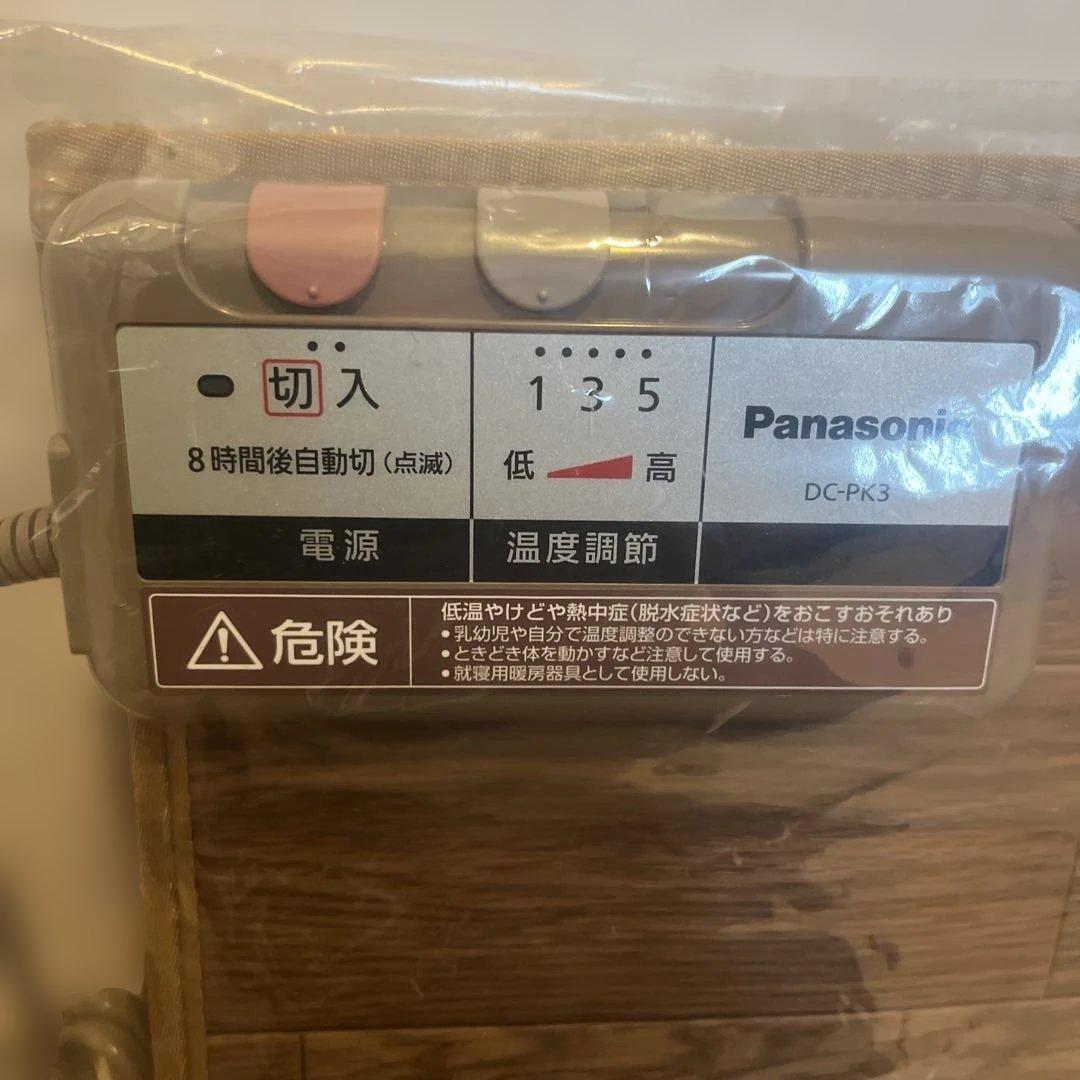 切 入
8時間後自動切(点滅)
電源
1 3 5
低 高
温度調節
Panasonic
DC-PK3
危険
低温やけどや熱中症(脱水症状など)をおこすおそれあり
•乳幼児や自分で温度調整のできない方などは特に注意する。
•ときどき体を動かすなど注意して使用する。
•就寝用暖房器具として使用しない。